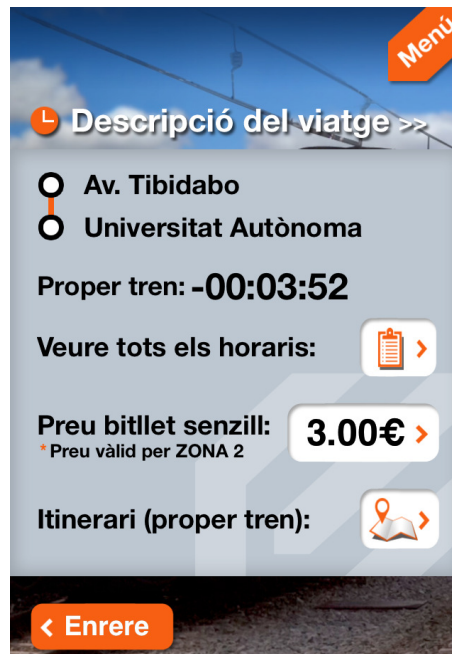 Menú
Descripció del viatge >>
Av. Tibidabo
Universitat Autònoma
Proper tren: -00:03:52
Veure tots els horaris:
Preu bitllet senzill: 3.00€ >
*Preu vàlid per ZONA 2
Itinerari (proper tren):
< Enrere